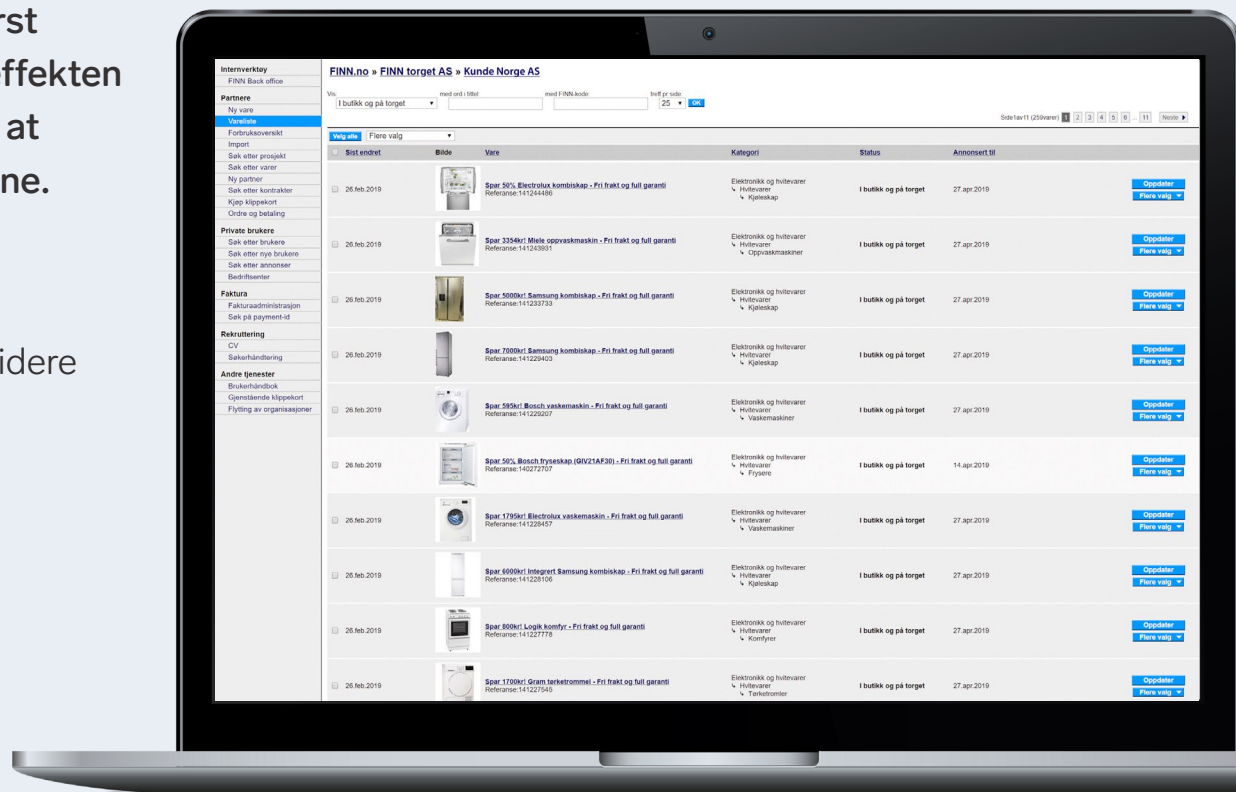 rst
effekten
at
ne.
idere
Internverktøy
FINN Back office
Partnere
Ny vare
Vareliste
Forbruksoversikt
Import
Søk etter prosjekt
Søk etter varer
Ny partner
Søk etter kontrakter
Kjøp klippekort
Ordre og betaling
Private brukere
Søk etter brukere
Søk etter nye brukere
Søk etter annonser
Bedriftsenter
Faktura
Fakturaadministrasjon
Søk på payment-id
Rekruttering
CV
Søkerhåndtering
Andre tjenester
Brukerhåndbok
Gjenstående klippekort
Flytting av organisasjoner
FINN.no » FINN torget AS » Kunde Norge AS
Vis: med ord i tittel: med FINN-kode: treff pr side:
I butikk og på torget 25 OK
Side1av11 (259varer) 1 2 3 4 5 6 ... 11 Neste
Velg alle Flere valg
Sist endret Bilde Vare Kategori Status Annonsert til
26.feb.2019 Spar 50% Electrolux kombiskap - Fri frakt og full garanti I butikk og på torget 27.apr.2019
Referanse:141244486
Elektronikk og hvitevarer
↳ Hvitevarer
↳ Kjøleskap
Oppdater
Flere valg
26.feb.2019 Spar 3354kr! Miele oppvaskmaskin - Fri frakt og full garanti I butikk og på torget 27.apr.2019
Referanse:141243931
Elektronikk og hvitevarer
↳ Hvitevarer
↳ Oppvaskmaskiner
Oppdater
Flere valg
26.feb.2019 Spar 5000kr! Samsung kombiskap - Fri frakt og full garanti I butikk og på torget 27.apr.2019
Referanse:141233733
Elektronikk og hvitevarer
↳ Hvitevarer
↳ Kjøleskap
Oppdater
Flere valg
26.feb.2019 Spar 7000kr! Samsung kombiskap - Fri frakt og full garanti I butikk og på torget 27.apr.2019
Referanse:141229403
Elektronikk og hvitevarer
↳ Hvitevarer
↳ Kjøleskap
Oppdater
Flere valg
26.feb.2019 Spar 595kr! Bosch vaskemaskin - Fri frakt og full garanti I butikk og på torget 27.apr.2019
Referanse:141229207
Elektronikk og hvitevarer
↳ Hvitevarer
↳ Vaskemaskiner
Oppdater
Flere valg
26.feb.2019 Spar 50% Bosch fryseskap (GIV21AF30) - Fri frakt og full garanti I butikk og på torget 14.apr.2019
Referanse:140272707
Elektronikk og hvitevarer
↳ Hvitevarer
↳ Frysere
Oppdater
Flere valg
26.feb.2019 Spar 1795kr! Electrolux vaskemaskin - Fri frakt og full garanti I butikk og på torget 27.apr.2019
Referanse:141228457
Elektronikk og hvitevarer
↳ Hvitevarer
↳ Vaskemaskiner
Oppdater
Flere valg
26.feb.2019 Spar 6000kr! Integrert Samsung kombiskap - Fri frakt og full garanti I butikk og på torget 27.apr.2019
Referanse:141228106
Elektronikk og hvitevarer
↳ Hvitevarer
↳ Kjøleskap
Oppdater
Flere valg
26.feb.2019 Spar 800kr! Logik komfyr - Fri frakt og full garanti I butikk og på torget 27.apr.2019
Referanse:141227778
Elektronikk og hvitevarer
↳ Hvitevarer
↳ Komfyrer
Oppdater
Flere valg
26.feb.2019 Spar 1700kr! Gram tørketrommel - Fri frakt og full garanti I butikk og på torget 27.apr.2019
Referanse:141227545
Elektronikk og hvitevarer
↳ Hvitevarer
↳ Tørketromler
Oppdater
Flere valg